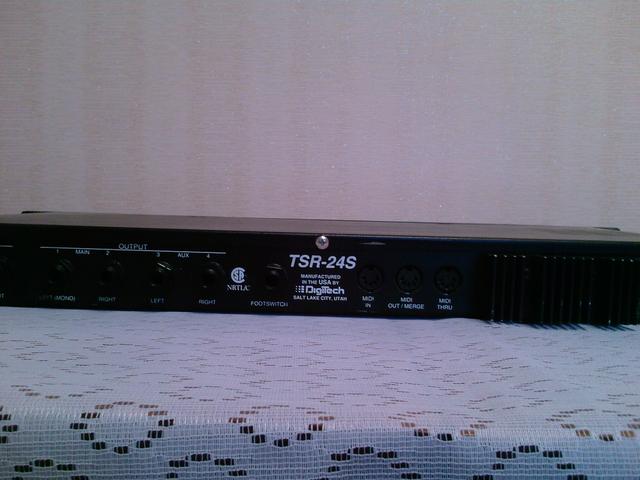 OUTPUT
1 MAIN 2 3 AUX 4
LEFT (MONO) RIGHT LEFT RIGHT
NRTL/C
FOOTSWITCH
TSR-24S
MANUFACTURED
IN THE USA BY
DigiTech
SALT LAKE CITY, UTAH
MIDI
IN
MIDI
OUT / MERGE
MIDI
THRU